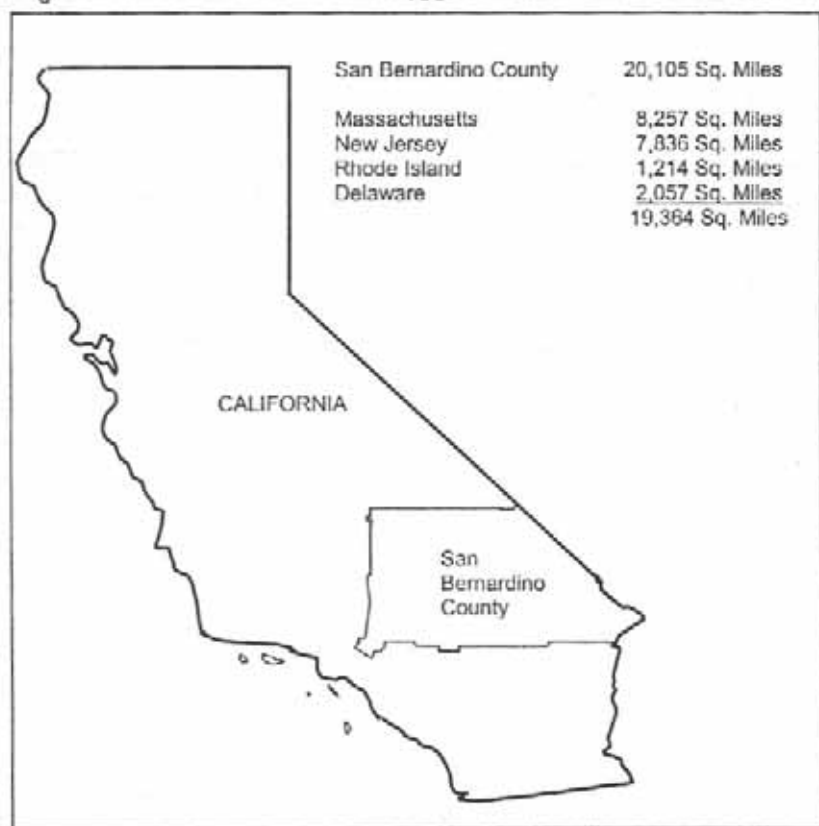 San Bernardino County 20,105 Sq. Miles
Massachusetts 8,257 Sq. Miles
New Jersey 7,836 Sq. Miles
Rhode Island 1,214 Sq. Miles
Delaware 2,057 Sq. Miles
19,364 Sq. Miles
CALIFORNIA
San
Bernardino
County